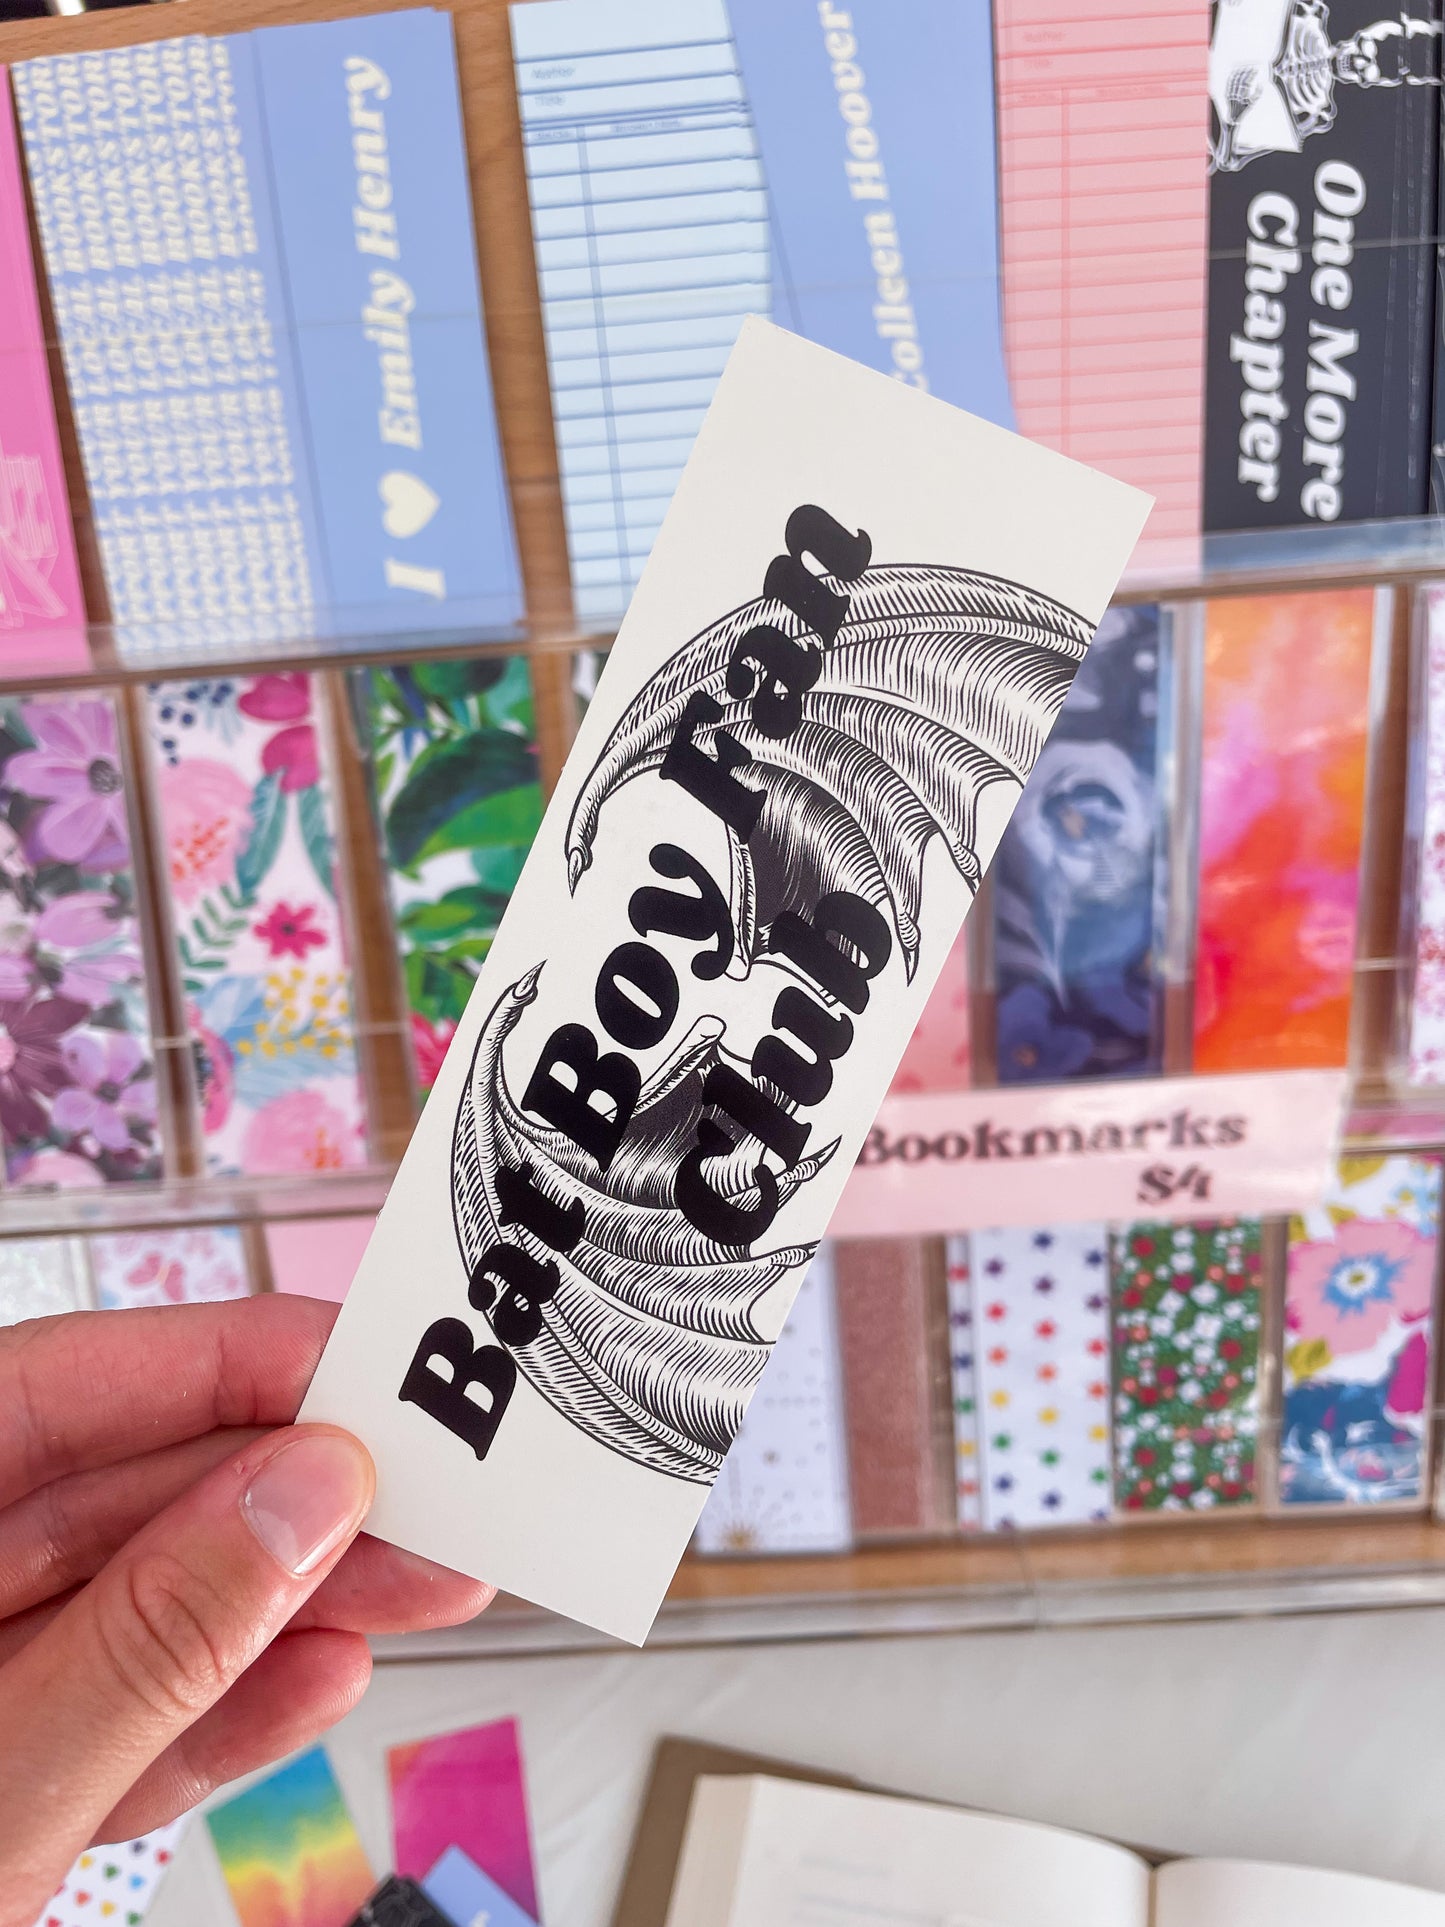 Bat Boy Fan
Club
I ♥ Emily Henry
Colleen Hoover
One More
Chapter
Bookmarks
$4